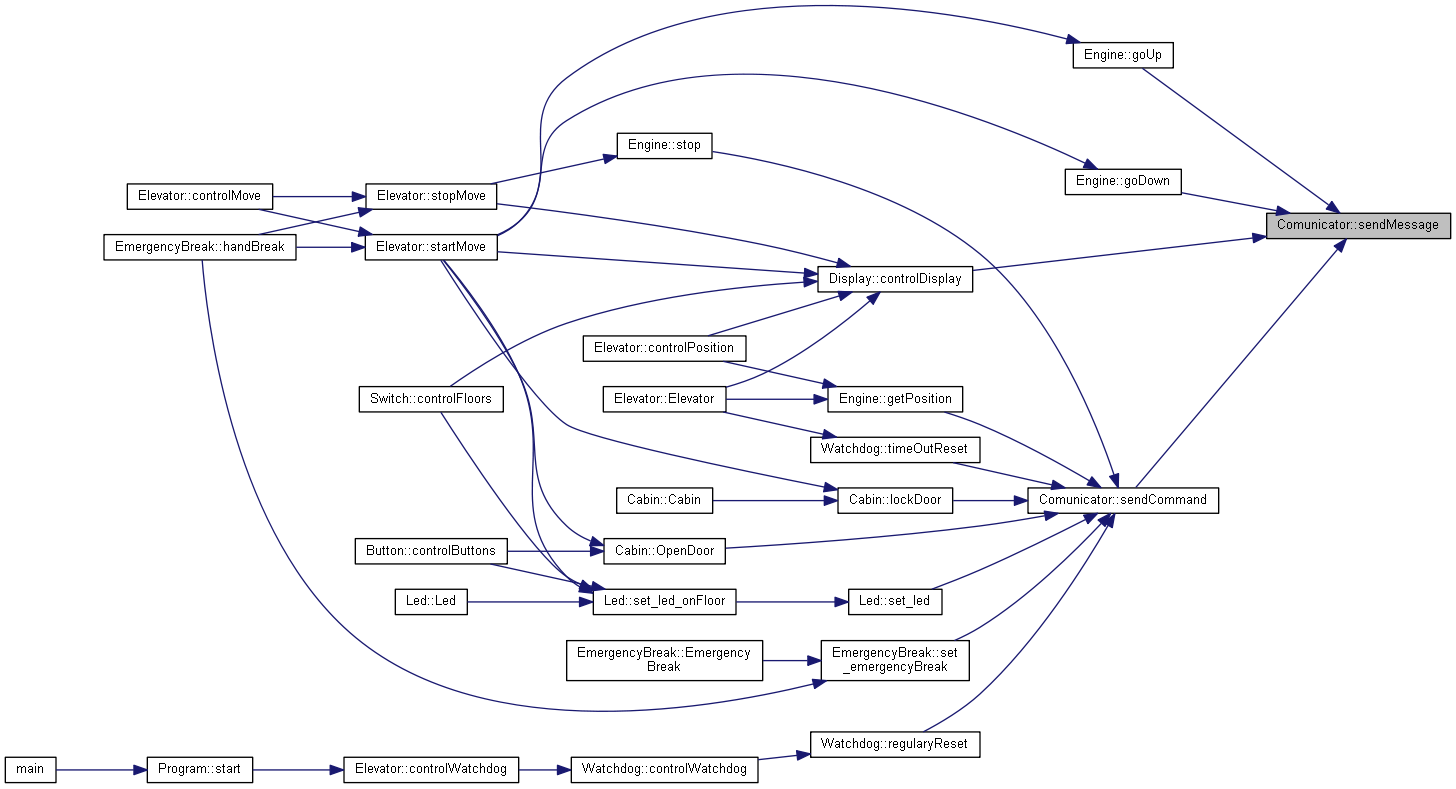 Engine::goUp
Engine::stop
Engine::goDown
Elevator::controlMove
Elevator::stopMove
Comunicator::sendMessage
EmergencyBreak::handBreak
Elevator::startMove
Display::controlDisplay
Elevator::controlPosition
Switch::controlFloors
Elevator::Elevator
Engine::getPosition
Watchdog::timeOutReset
Cabin::Cabin
Cabin::lockDoor
Comunicator::sendCommand
Button::controlButtons
Cabin::OpenDoor
Led::Led
Led::set_led_onFloor
Led::set_led
EmergencyBreak::Emergency
Break
EmergencyBreak::set
_emergencyBreak
Watchdog::regularyReset
main
Program::start
Elevator::controlWatchdog
Watchdog::controlWatchdog